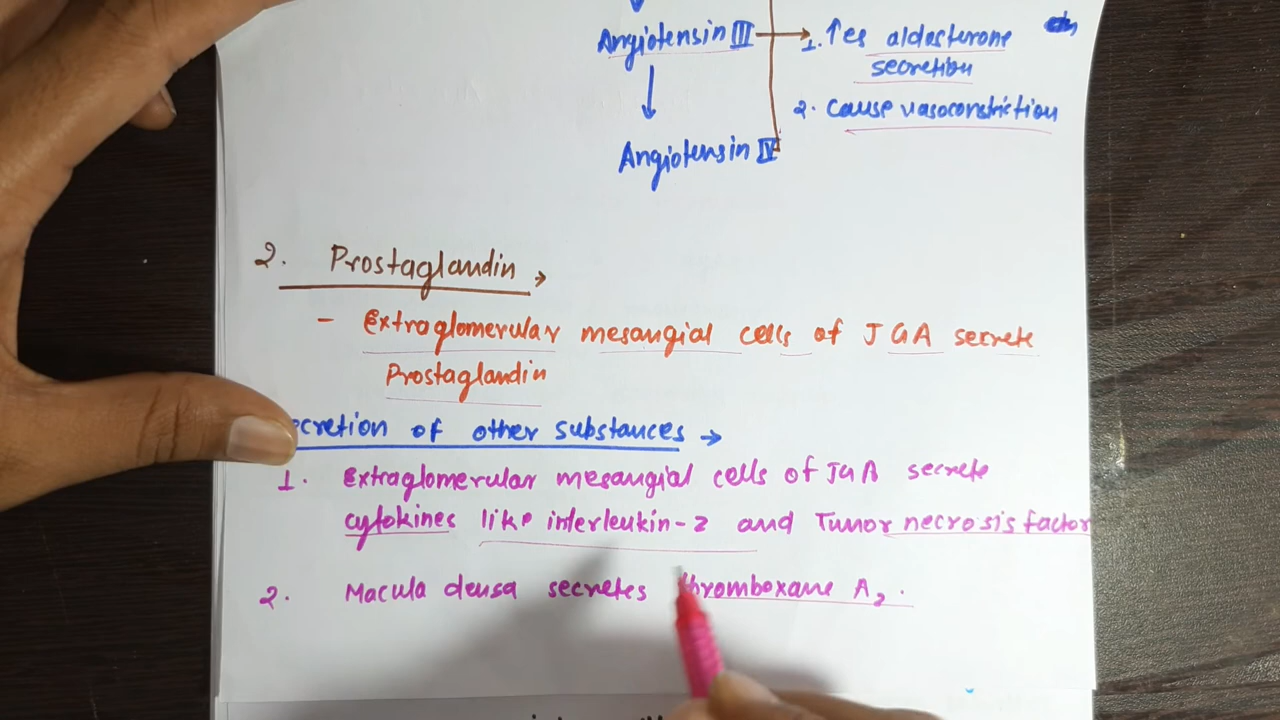 Angiotensin III → 1. ↑es aldosterone
secretion
2. Cause vasoconstriction
Angiotensin IV
2. Prostaglandin →
- Extraglomerular mesangial cells of JGA secrete
Prostaglandin
ecretion of other substances →
1. Extraglomerular mesangial cells of JGA secrete
cytokines like interleukin-2 and Tumor necrosis factor
2. Macula densa secretes thromboxane A2.